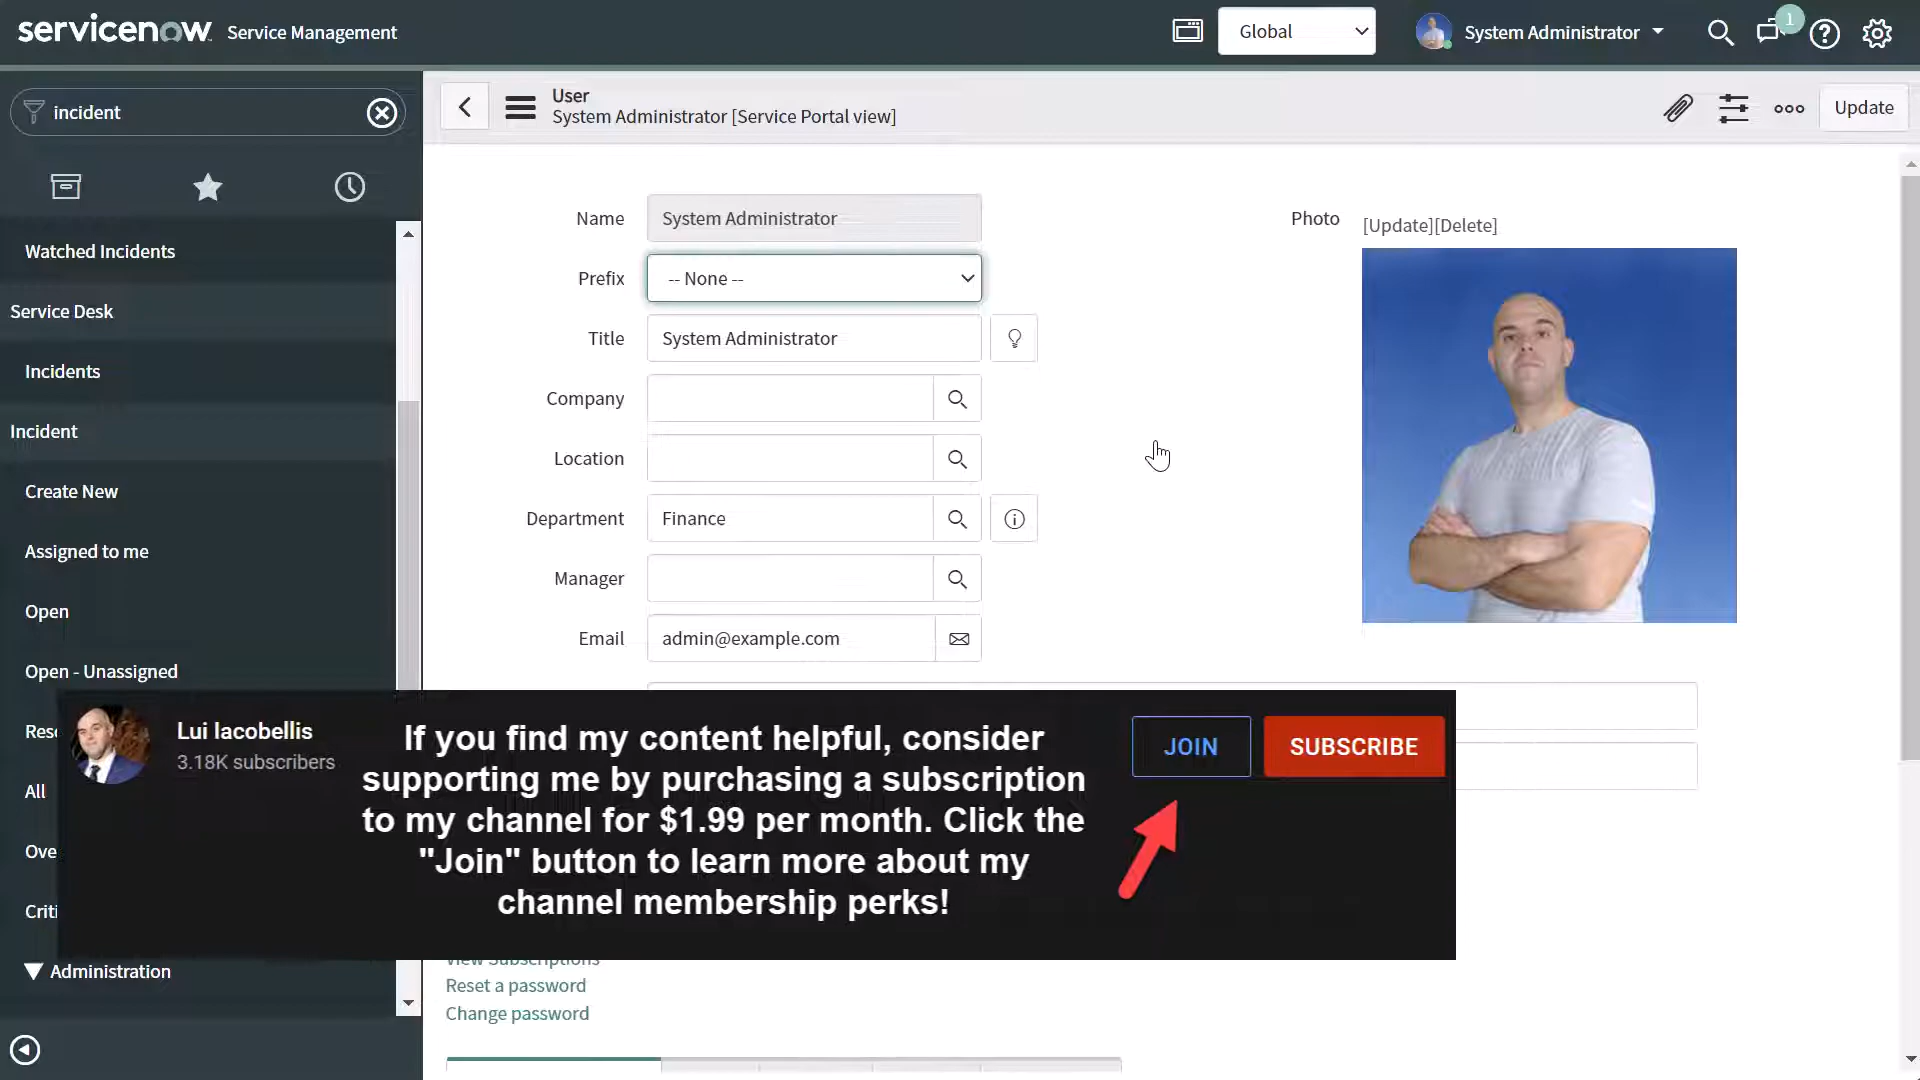 servicenow Service Management
Global
System Administrator
1
incident
User
System Administrator [Service Portal view]
Update
Watched Incidents
Service Desk
Incidents
Incident
Create New
Assigned to me
Open
Open - Unassigned
All
Administration
Name System Administrator
Prefix -- None --
Title System Administrator
Company
Location
Department Finance
Manager
Email admin@example.com
Photo [Update][Delete]
Lui Iacobellis
3.18K subscribers
If you find my content helpful, consider
supporting me by purchasing a subscription
to my channel for $1.99 per month. Click the
"Join" button to learn more about my
channel membership perks!
JOIN
SUBSCRIBE
View Subscriptions
Reset a password
Change password